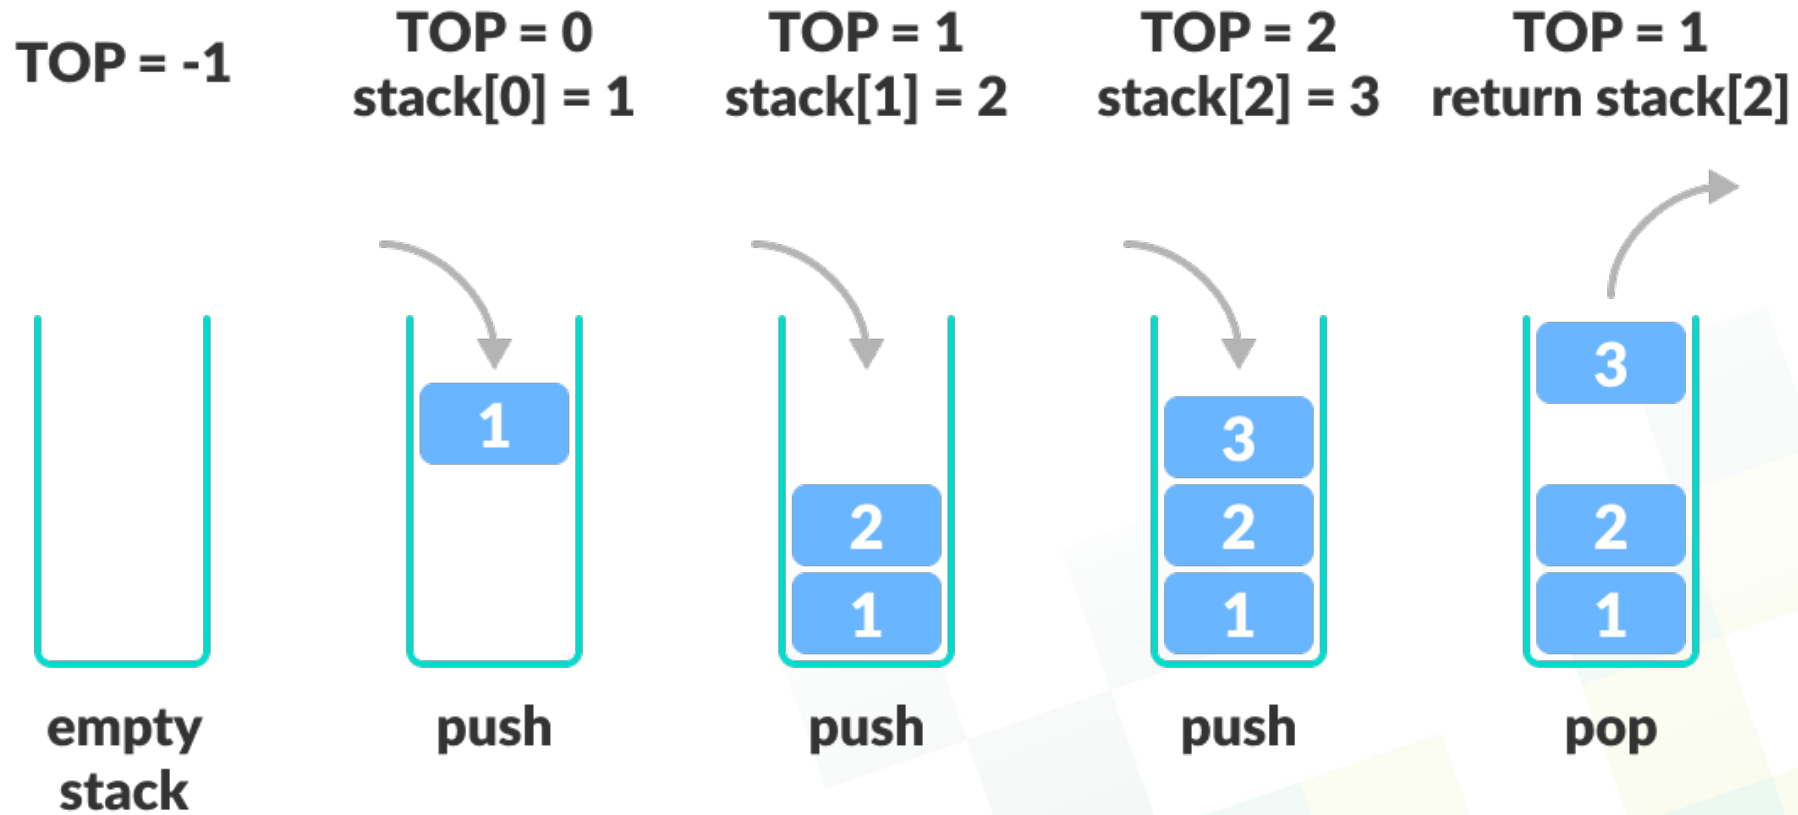 TOP = -1
TOP = 0
stack[0] = 1
TOP = 1
stack[1] = 2
TOP = 2
stack[2] = 3
TOP = 1
return stack[2]
1
2
1
3
2
1
3
2
1
empty
stack
push
push
push
pop